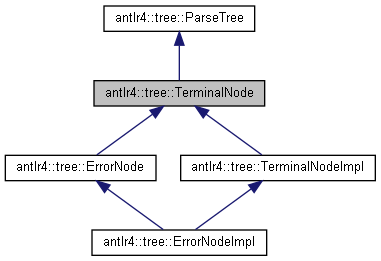 antlr4::tree::ParseTree
antlr4::tree::TerminalNode
antlr4::tree::ErrorNode
antlr4::tree::TerminalNodeImpl
antlr4::tree::ErrorNodeImpl